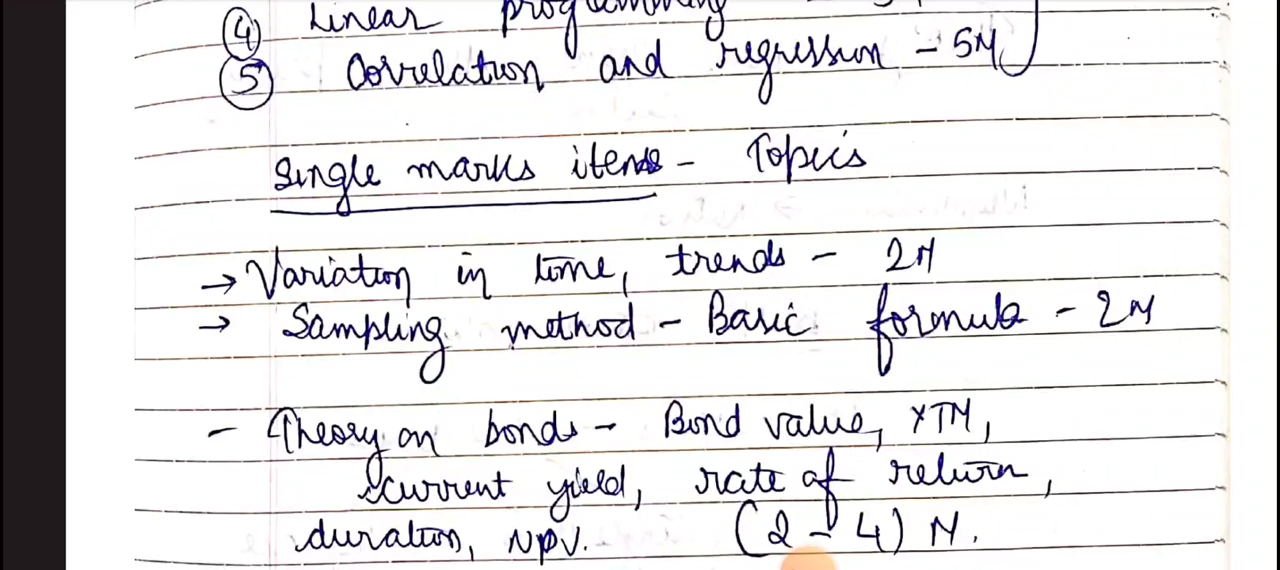 ④ Linear programming -
⑤ Correlation and regression - 5M
Single marks items - Topics
→ Variation in time, trends - 2M
→ Sampling method - Basic formula - 2M
- Theory on bonds - Bond value, YTM,
current yield, rate of return,
duration, NPV. (2-4) M.